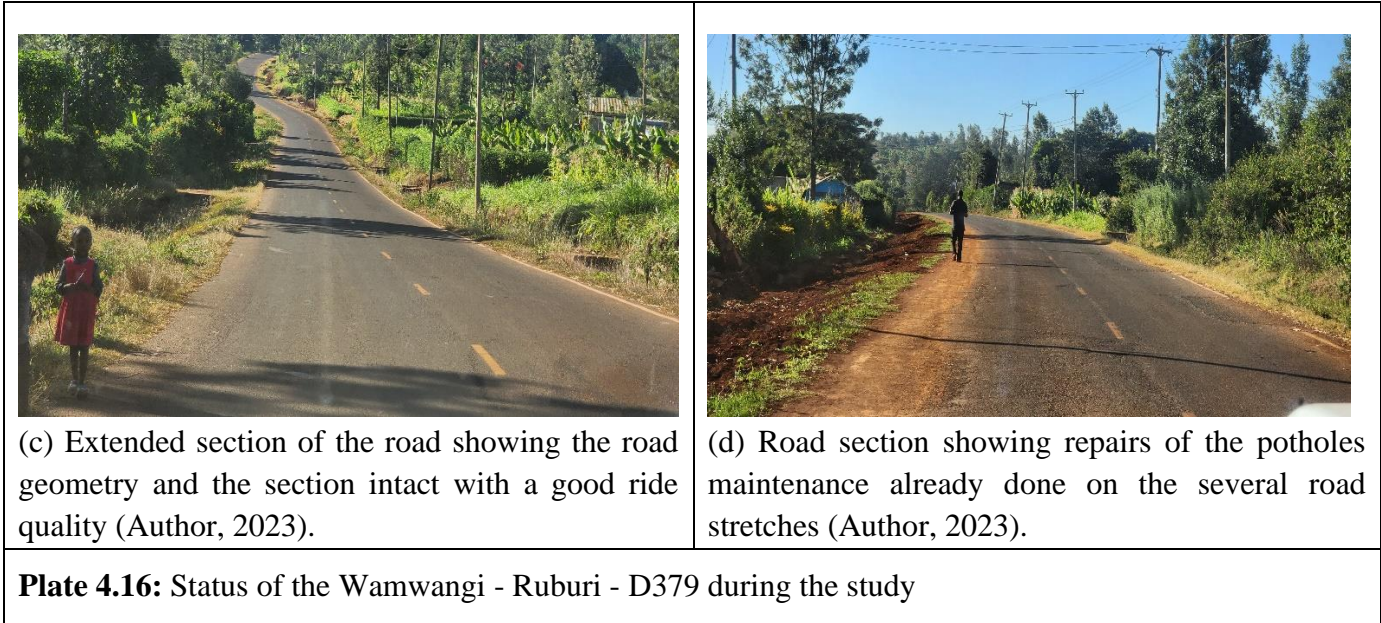 (c) Extended section of the road showing the road
geometry and the section intact with a good ride
quality (Author, 2023).
(d) Road section showing repairs of the potholes
maintenance already done on the several road
stretches (Author, 2023).
Plate 4.16: Status of the Wamwangi - Ruburi - D379 during the study